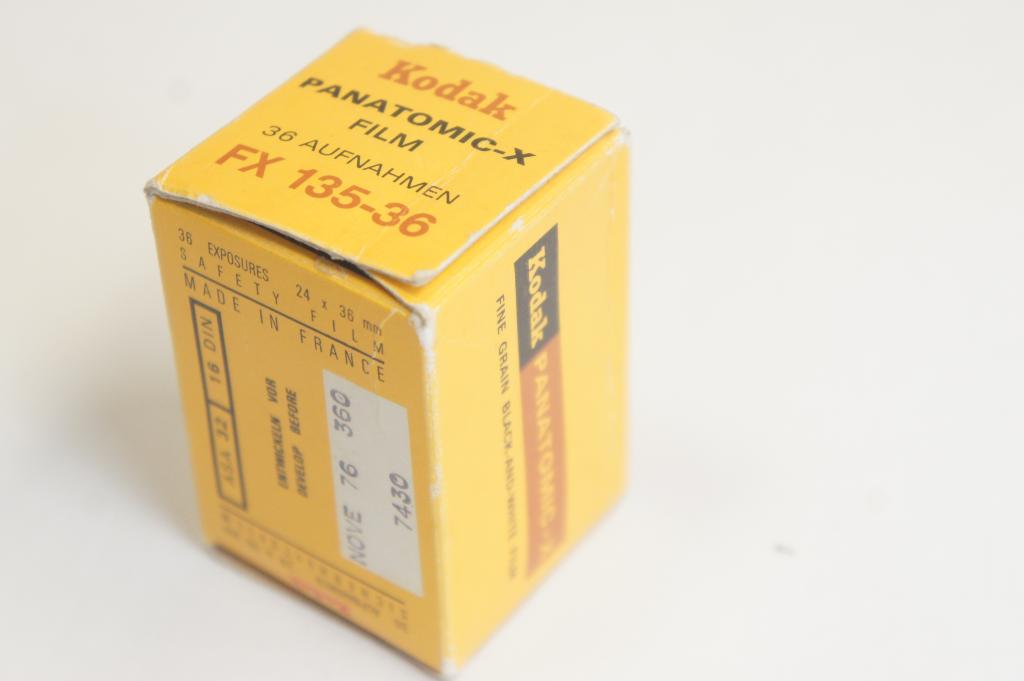 Kodak
PANATOMIC-X
FILM
36 AUFNAHMEN
FX 135-36
36 EXPOSURES 24 x 36 mm
SAFETY FILM
MADE IN FRANCE
ASA 32 16 DIN
ENTWICKELN VOR
DEVELOP BEFORE
NOVE 76 360
7430
Kodak PANATOMIC-X
FINE GRAIN BLACK-AND-WHITE FILM